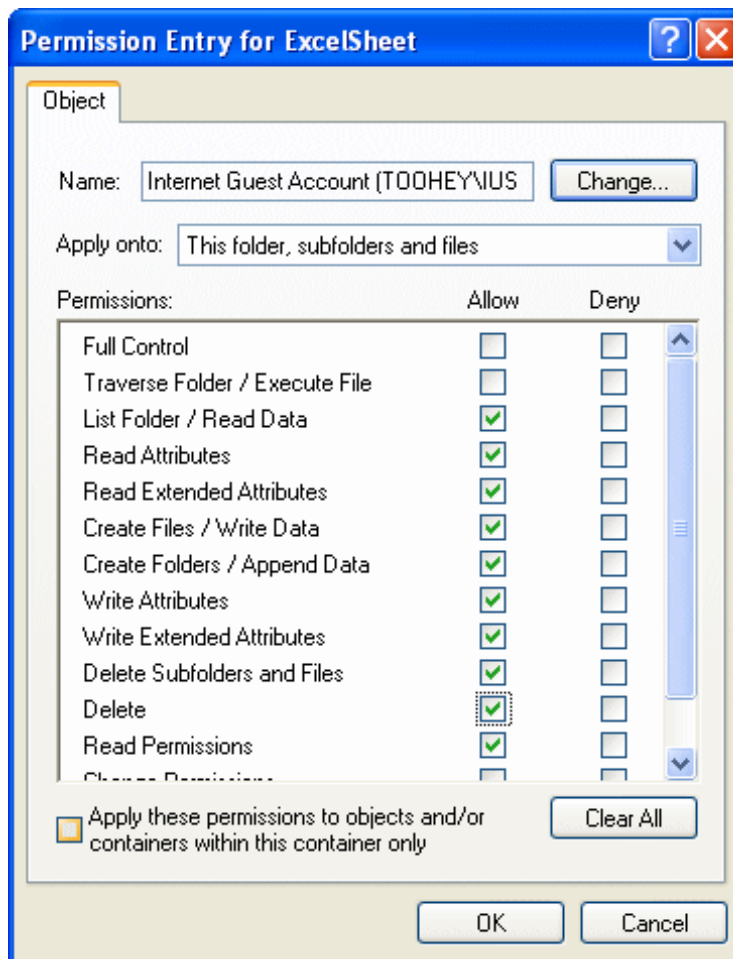 Permission Entry for ExcelSheet
Object
Name: Internet Guest Account (TOOHEY\IUS Change...
Apply onto: This folder, subfolders and files
Permissions: Allow Deny
Full Control
Traverse Folder / Execute File
List Folder / Read Data
Read Attributes
Read Extended Attributes
Create Files / Write Data
Create Folders / Append Data
Write Attributes
Write Extended Attributes
Delete Subfolders and Files
Delete
Read Permissions
Change Permissions
Apply these permissions to objects and/or
containers within this container only
Clear All
OK Cancel